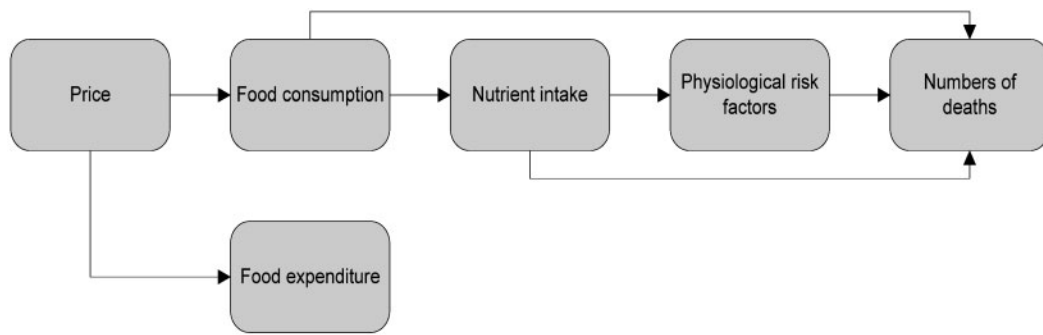 Price
Food consumption
Nutrient intake
Physiological risk
factors
Numbers of
deaths
Food expenditure